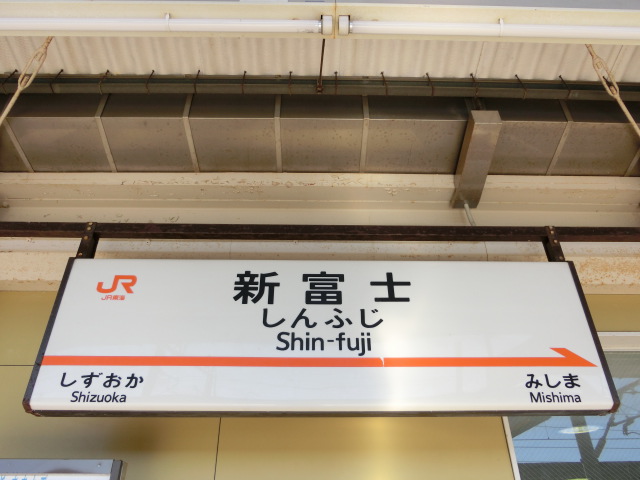 JR
JR東海
新富士
しんふじ
Shin-fuji
しずおか
Shizuoka
みしま
Mishima